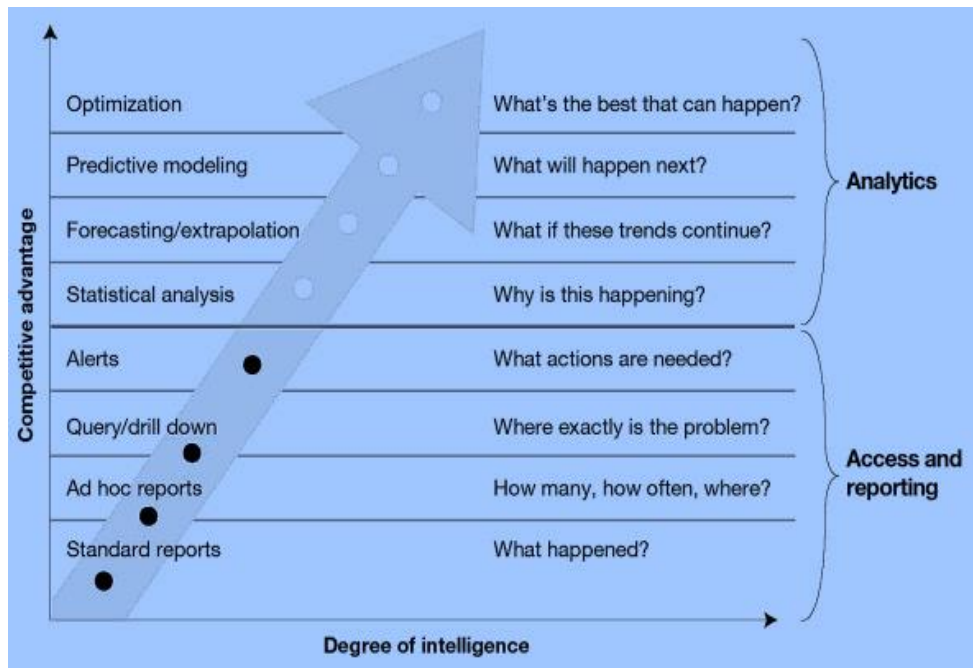 Optimization
What's the best that can happen?
Predictive modeling
What will happen next?
Analytics
Forecasting/extrapolation
What if these trends continue?
Statistical analysis
Why is this happening?
Competitive advantage
Alerts
What actions are needed?
Query/drill down
Where exactly is the problem?
Access and
reporting
Ad hoc reports
How many, how often, where?
Standard reports
What happened?
Degree of intelligence